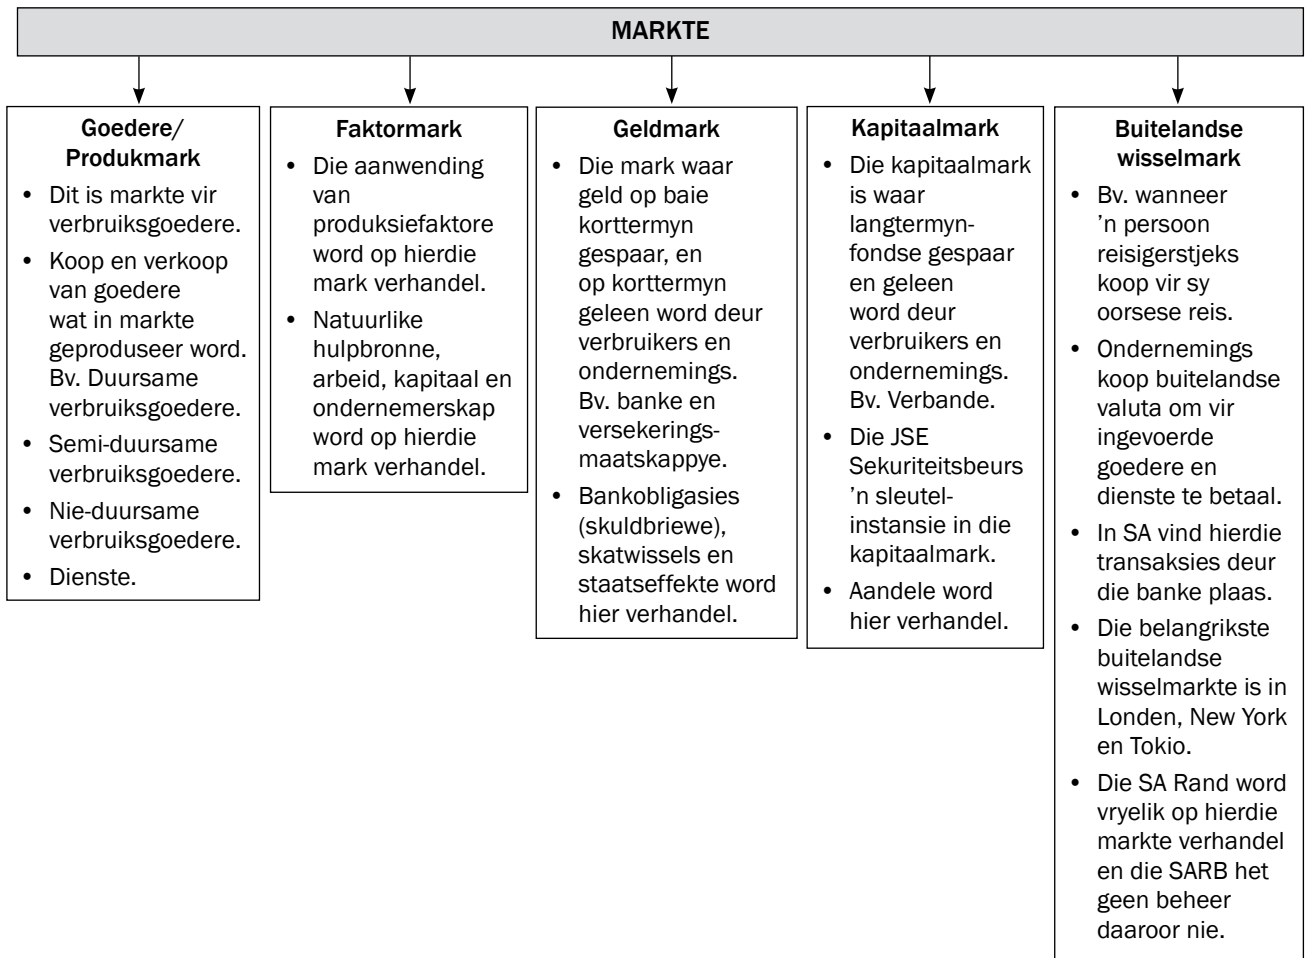 MARKTE
Goedere/
Produkmark
• Dit is markte vir
verbruiksgoedere.
• Koop en verkoop
van goedere
wat in markte
geproduseer word.
Bv. Duursame
verbruiksgoedere.
• Semi-duursame
verbruiksgoedere.
• Nie-duursame
verbruiksgoedere.
• Dienste.
Faktormark
• Die aanwending
van
produksiefaktore
word op hierdie
mark verhandel.
• Natuurlike
hulpbronne,
arbeid, kapitaal en
ondernemerskap
word op hierdie
mark verhandel.
Geldmark
• Die mark waar
geld op baie
korttermyn
gespaar, en
op korttermyn
geleen word deur
verbruikers en
ondernemings.
Bv. banke en
versekerings-
maatskappye.
• Bankobligasies
(skuldbriewe),
skatwissels en
staatseffekte word
hier verhandel.
Kapitaalmark
• Die kapitaalmark
is waar
langtermyn-
fondse gespaar
en geleen
word deur
verbruikers en
ondernemings.
Bv. Verbande.
• Die JSE
Sekuriteitsbeurs
’n sleutel-
instansie in die
kapitaalmark.
• Aandele word
hier verhandel.
Buitelandse
wisselmark
• Bv. wanneer
’n persoon
reisigerstjeks
koop vir sy
oorsese reis.
• Ondernemings
koop buitelandse
valuta om vir
ingevoerde
goedere en
dienste te betaal.
• In SA vind hierdie
transaksies deur
die banke plaas.
• Die belangrikste
buitelandse
wisselmarkte is in
Londen, New York
en Tokio.
• Die SA Rand word
vryelik op hierdie
markte verhandel
en die SARB het
geen beheer
daaroor nie.